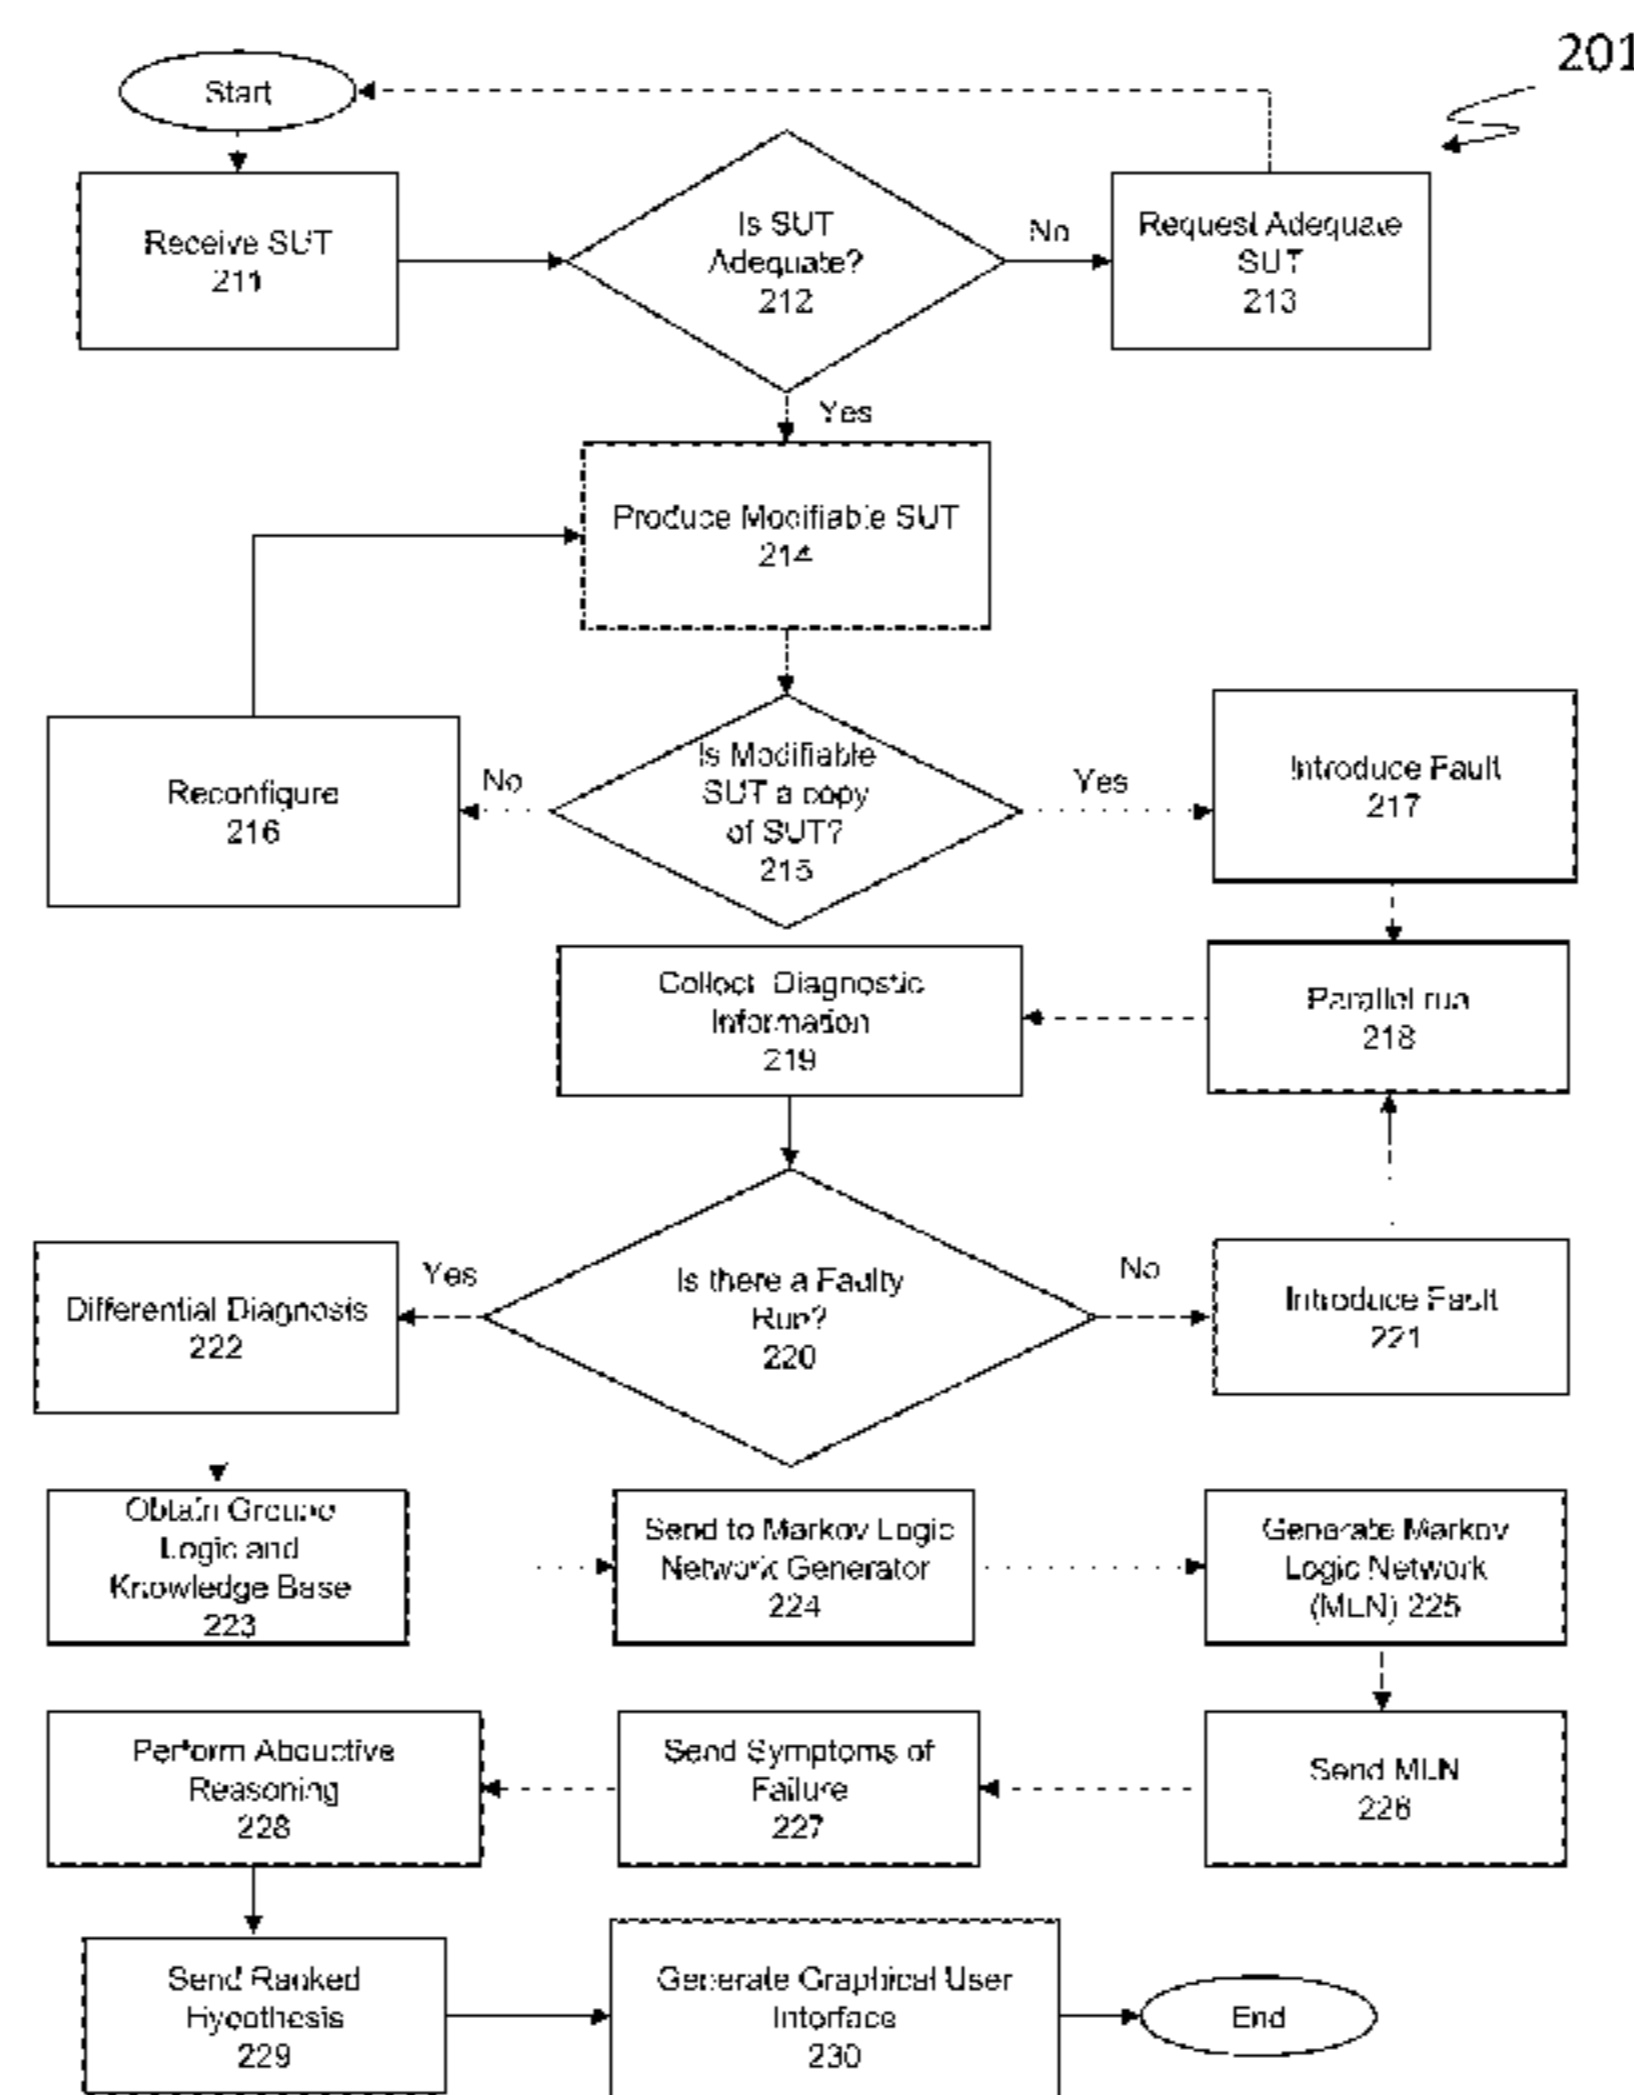 201
Start
Receive SUT
211
Is SUT
Adequate?
212
No
Request Adequate
SUT
213
Yes
Produce Modifiable SUT
214
Is Modifiable
SUT a copy
of SUT?
215
No
Reconfigure
216
Yes
Introduce Fault
217
Collect Diagnostic
Information
219
Parallel run
218
Is there a Faulty
Run?
220
Yes
Differential Diagnosis
222
No
Introduce Fault
221
Obtain Ground
Logic and
Knowledge Base
223
Send to Markov Logic
Network Generator
224
Generate Markov
Logic Network
(MLN) 225
Perform Abductive
Reasoning
228
Send Symptoms of
Failure
227
Send MLN
226
Send Ranked
Hypothesis
229
Generate Graphical User
Interface
230
End